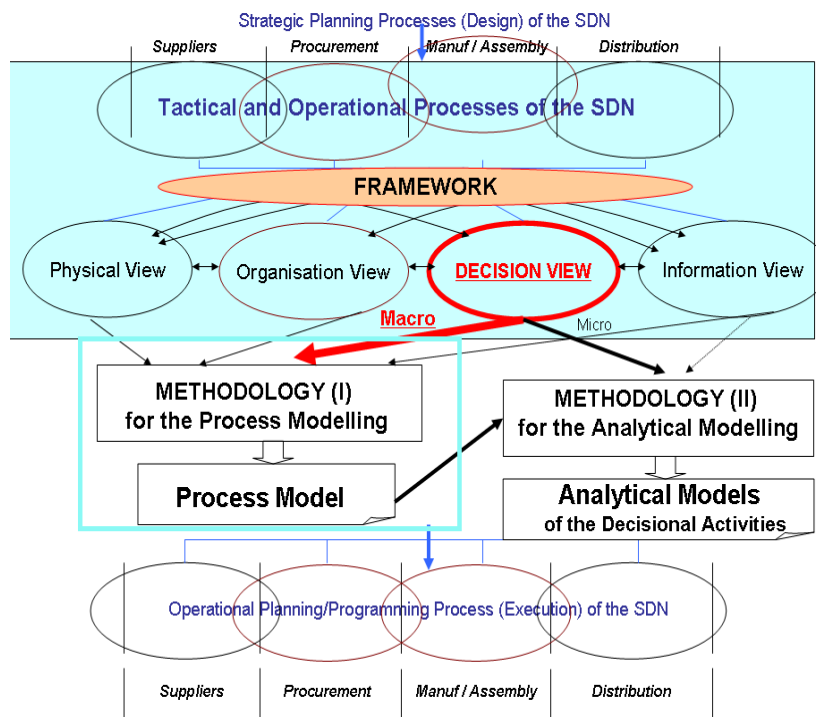 Strategic Planning Processes (Design) of the SDN
Suppliers
Procurement
Manuf / Assembly
Distribution
Tactical and Operational Processes of the SDN
FRAMEWORK
Physical View
Organisation View
DECISION VIEW
Information View
Macro
Micro
METHODOLOGY (I)
for the Process Modelling
METHODOLOGY (II)
for the Analytical Modelling
Process Model
Analytical Models
of the Decisional Activities
Operational Planning/Programming Process (Execution) of the SDN
Suppliers
Procurement
Manuf / Assembly
Distribution